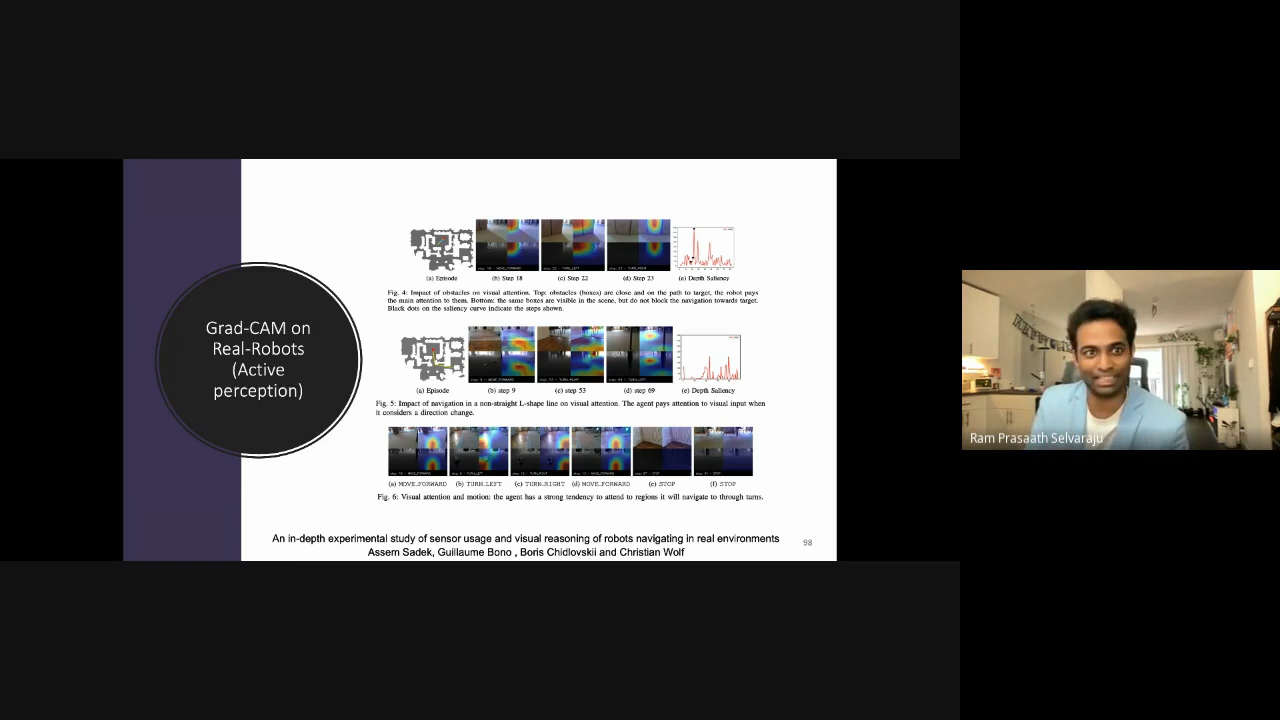 Grad-CAM on
Real-Robots
(Active
perception)
(a) Episode
(b) Step 18
(c) Step 22
(d) Step 23
(e) Depth Saliency
Fig. 4: Impact of obstacles on visual attention. Top: obstacles (boxes) are close and on the path to target, the robot pays
the main attention to them. Bottom: the same boxes are visible in the scene, but do not block the navigation towards target.
Black dots on the saliency curve indicate the steps shown.
(a) Episode
(b) step 9
(c) step 53
(d) step 69
(e) Depth Saliency
Fig. 5: Impact of navigation in a non-straight L-shape line on visual attention. The agent pays attention to visual input when
it considers a direction change.
(a) MOVE_FORWARD
(b) TURN_LEFT
(c) TURN_RIGHT
(d) MOVE_FORWARD
(e) STOP
(f) STOP
Fig. 6: Visual attention and motion: the agent has a strong tendency to attend to regions it will navigate to through turns.
An in-depth experimental study of sensor usage and visual reasoning of robots navigating in real environments
Assem Sadek, Guillaume Bono , Boris Chidlovskii and Christian Wolf
98
Ram Prasaath Selvaraju